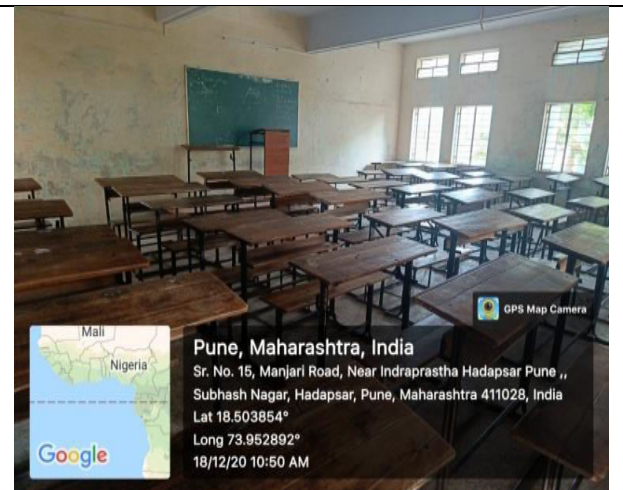 GPS Map Camera
Mali
Nigeria
Google
Pune, Maharashtra, India
Sr. No. 15, Manjari Road, Near Indraprastha Hadapsar Pune ,,
Subhash Nagar, Hadapsar, Pune, Maharashtra 411028, India
Lat 18.503854°
Long 73.952892°
18/12/20 10:50 AM